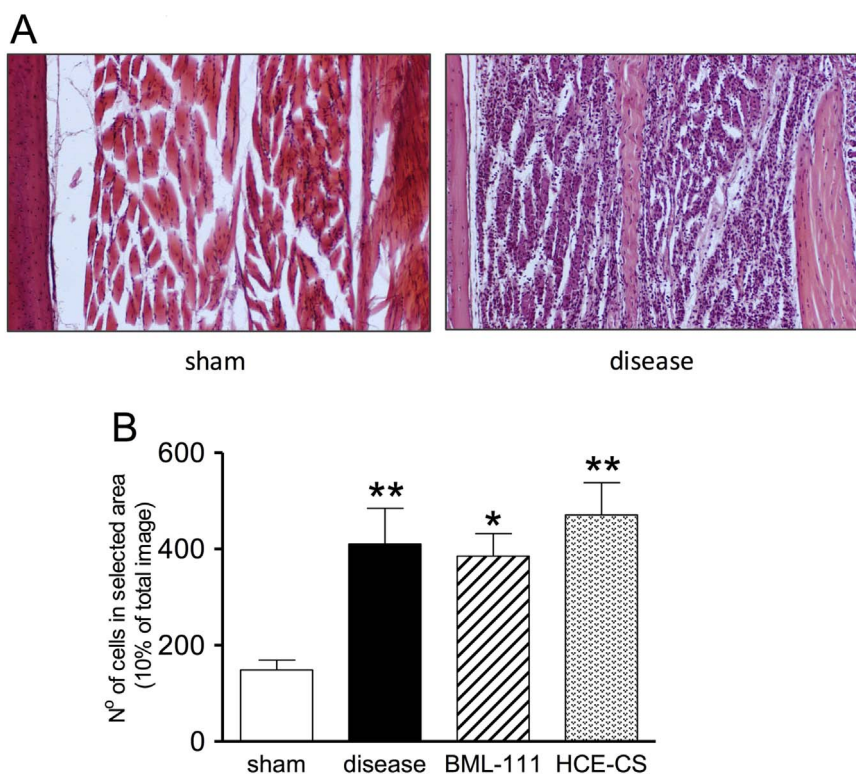 A
sham
disease
B
Nº of cells in selected area
(10% of total image)
600
400
200
0
**
*
**
sham
disease
BML-111
HCE-CS